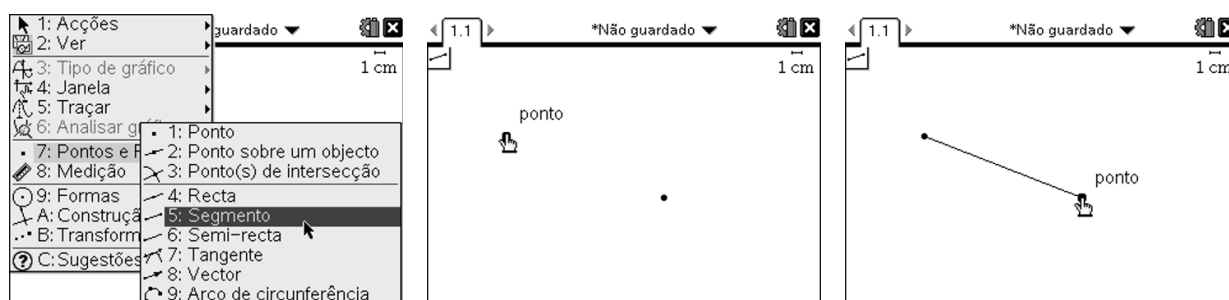 1: Acções
2: Ver
3: Tipo de gráfico
4: Janela
5: Traçar
6: Analisar gr
7: Pontos e R
8: Medição
9: Formas
A: Construçã
B: Transform
C: Sugestões
1: Ponto
2: Ponto sobre um objecto
3: Ponto(s) de intersecção
4: Recta
5: Segmento
6: Semi-recta
7: Tangente
8: Vector
9: Arco de circunferência
guardado
1 cm
1.1
*Não guardado
1 cm
ponto
1.1
*Não guardado
1 cm
ponto